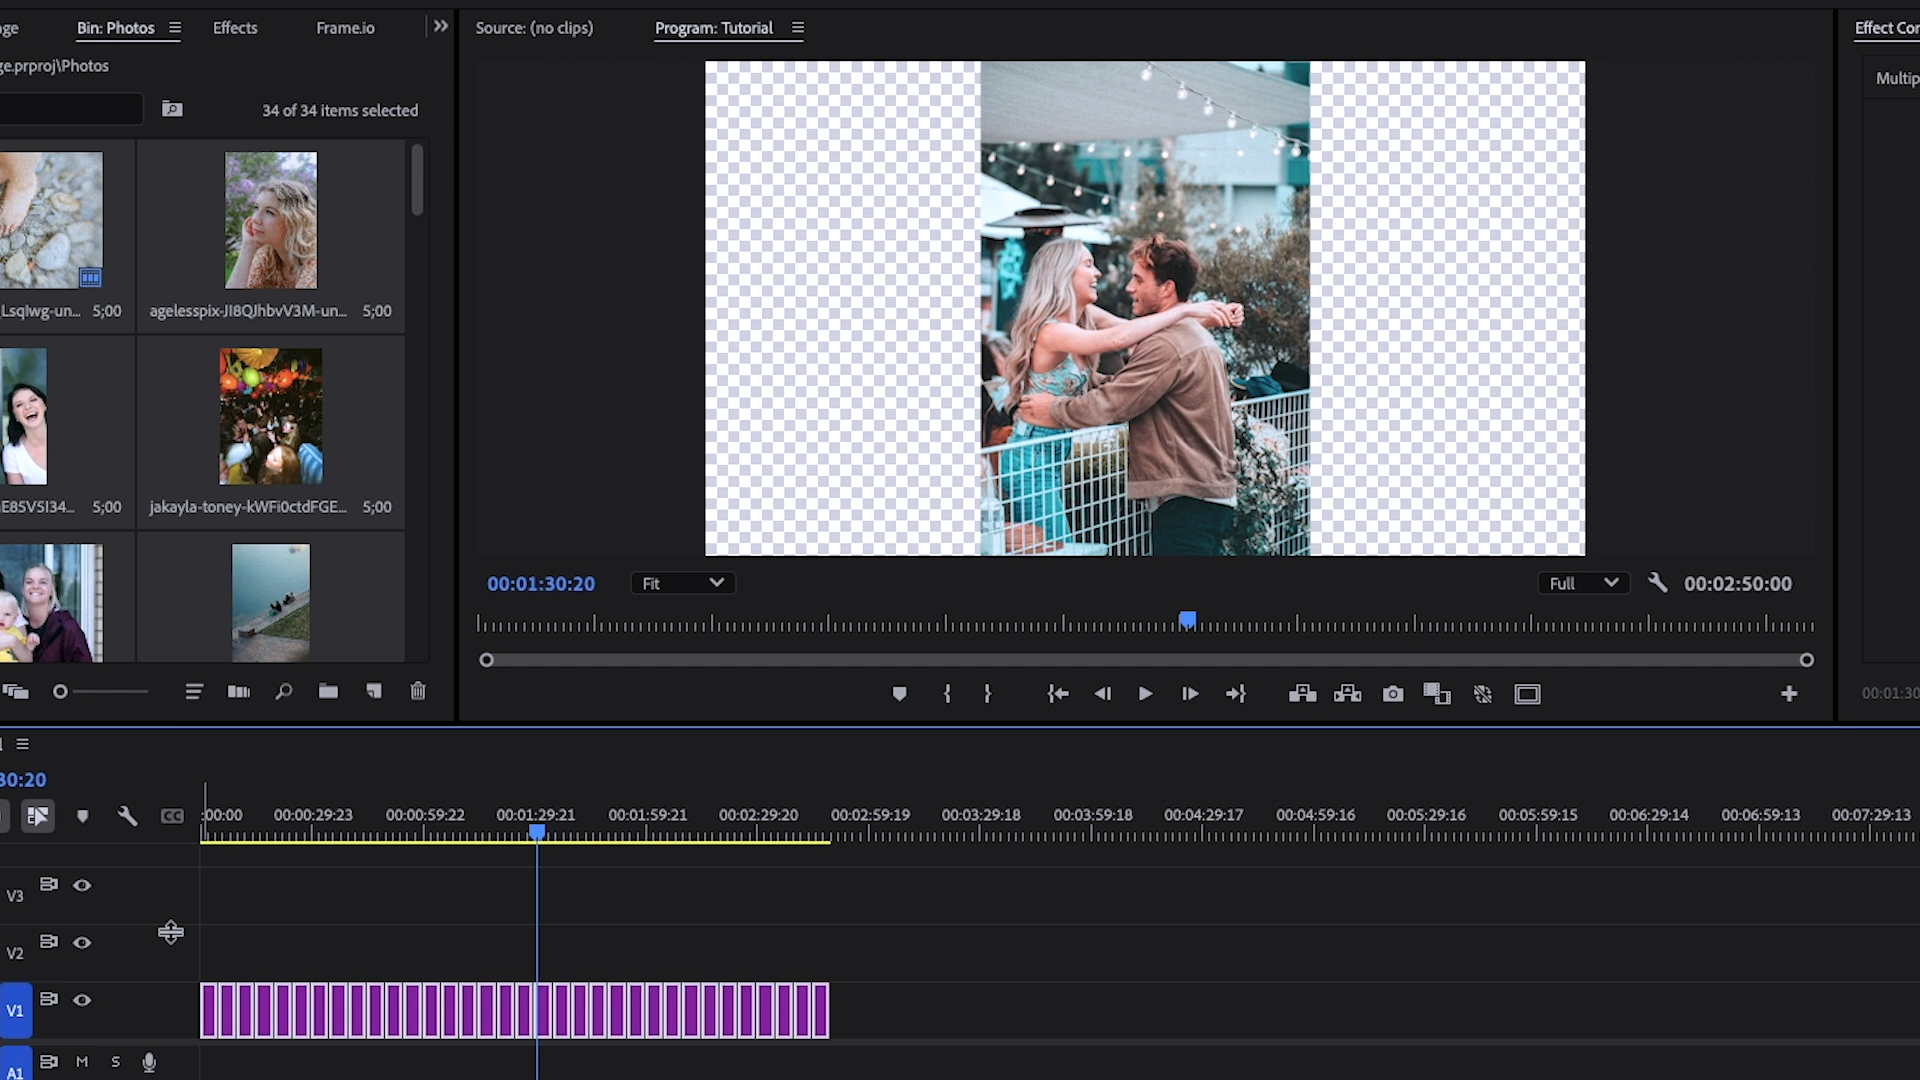 ge
Bin: Photos
Effects
Frame.io
Source: (no clips)
Program: Tutorial
Effect Con
ge.prproj\Photos
Multip
34 of 34 items selected
Lsqlwg-un... 5;00
agelesspix-JI8QJhbvV3M-un... 5;00
E85V5I34... 5;00
jakayla-toney-kWFi0ctdFGE... 5;00
00:01:30:20
Fit
Full
00:02:50:00
00:01:30
30:20
CC
:00:00
00:00:29:23
00:00:59:22
00:01:29:21
00:01:59:21
00:02:29:20
00:02:59:19
00:03:29:18
00:03:59:18
00:04:29:17
00:04:59:16
00:05:29:16
00:05:59:15
00:06:29:14
00:06:59:13
00:07:29:13
V3
V2
V1
A1
M
S